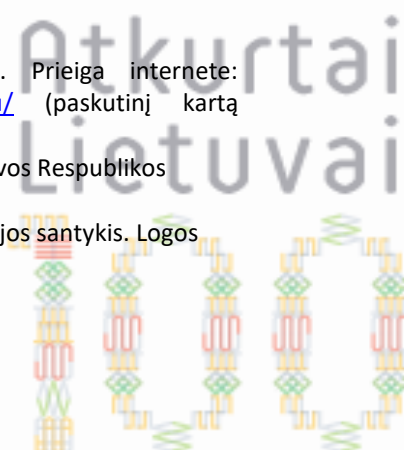 Atkurtai
Lietuvai
. Prieiga internete:
/ (paskutinį kartą
vos Respublikos
jos santykis. Logos
100